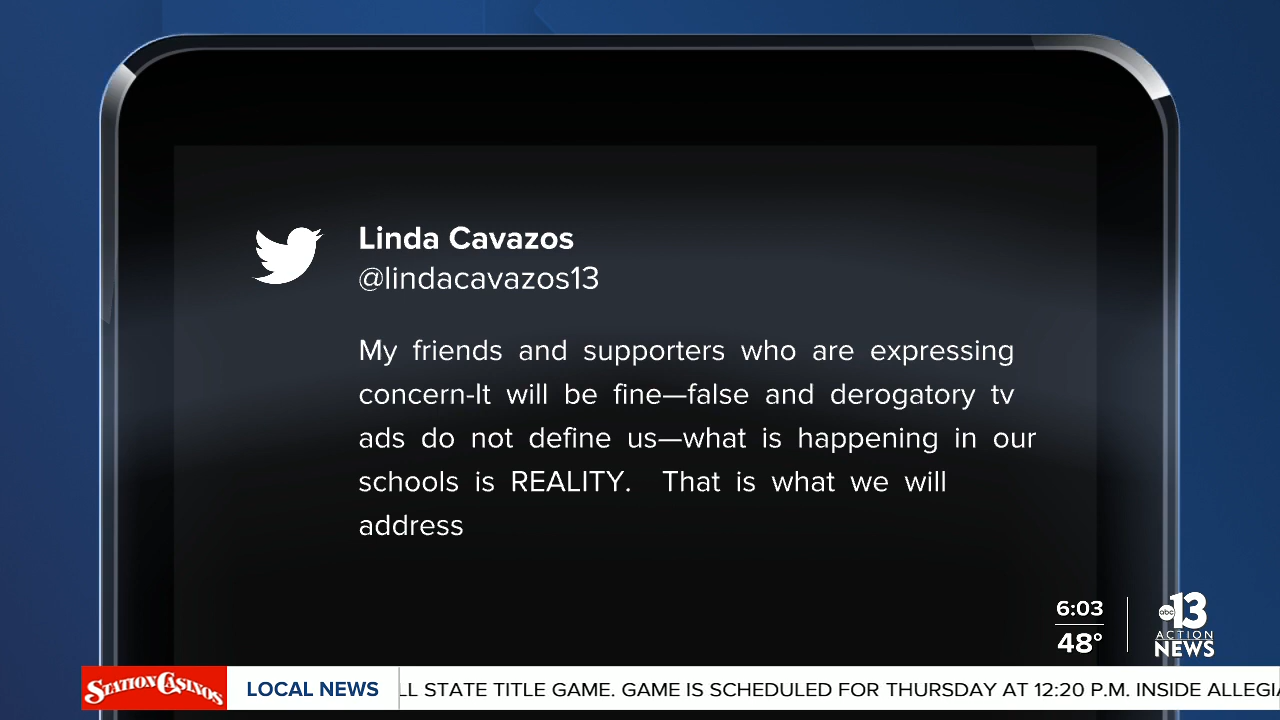 Linda Cavazos
@lindacavazos13
My friends and supporters who are expressing
concern-It will be fine—false and derogatory tv
ads do not define us—what is happening in our
schools is REALITY. That is what we will
address
6:03
48°
abc 13
ACTION
NEWS
STATION CASINOS
LOCAL NEWS
STATE TITLE GAME. GAME IS SCHEDULED FOR THURSDAY AT 12:20 P.M. INSIDE